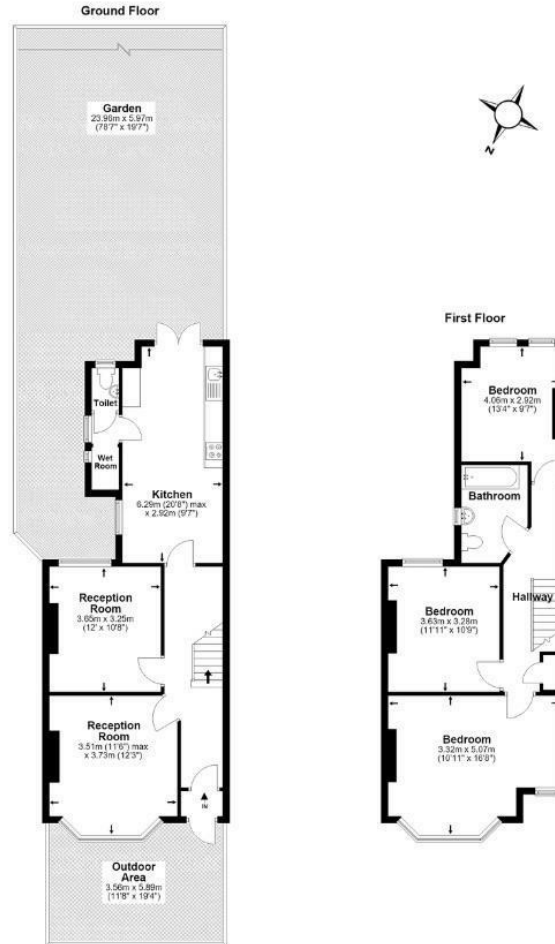 Ground Floor
Garden
23.96m x 5.97m
(78'7" x 19'7")
N
First Floor
Toilet
Wet
Room
Kitchen
6.29m (20'8") max
x 2.92m (9'7")
Bedroom
4.06m x 2.92m
(13'4" x 9'7")
Bathroom
Reception
Room
3.65m x 3.25m
(12' x 10'8")
Bedroom
3.63m x 3.28m
(11'11" x 10'9")
Hallway
Reception
Room
3.51m (11'6") max
x 3.73m (12'3")
Bedroom
3.32m x 5.07m
(10'11" x 16'8")
IN
Outdoor
Area
3.56m x 5.89m
(11'8" x 19'4")